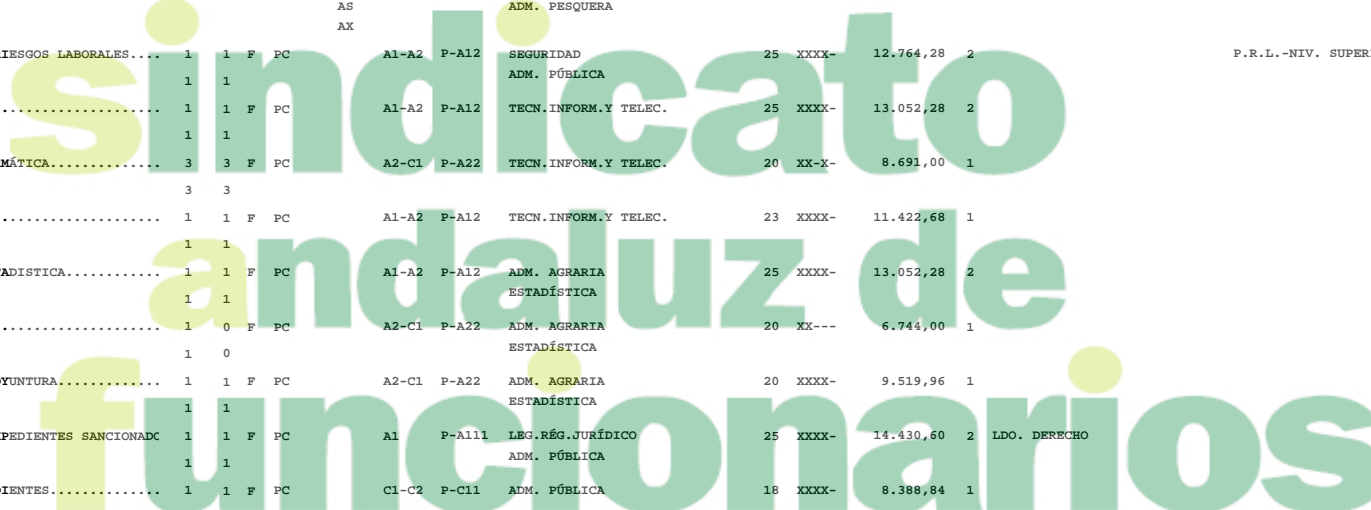 AS ADM. PESQUERA
AX
IESGOS LABORALES.... 1 1 F PC A1-A2 P-A12 SEGURIDAD 25 XXXX- 12.764,28 2 P.R.L.-NIV. SUPER
1 1 ADM. PÚBLICA
.................... 1 1 F PC A1-A2 P-A12 TECN.INFORM.Y TELEC. 25 XXXX- 13.052,28 2
1 1
MÁTICA.............. 3 3 F PC A2-C1 P-A22 TECN.INFORM.Y TELEC. 20 XX-X- 8.691,00 1
3 3
.................... 1 1 F PC A1-A2 P-A12 TECN.INFORM.Y TELEC. 23 XXXX- 11.422,68 1
1 1
ADISTICA............ 1 1 F PC A1-A2 P-A12 ADM. AGRARIA 25 XXXX- 13.052,28 2
1 1 ESTADÍSTICA
.................... 1 0 F PC A2-C1 P-A22 ADM. AGRARIA 20 XX--- 6.744,00 1
1 0 ESTADÍSTICA
YUNTURA............. 1 1 F PC A2-C1 P-A22 ADM. AGRARIA 20 XXXX- 9.519,96 1
1 1 ESTADÍSTICA
PEDIENTES SANCIONADO 1 1 F PC A1 P-A111 LEG.RÉG.JURÍDICO 25 XXXX- 14.430,60 2 LDO. DERECHO
1 1 ADM. PÚBLICA
DIENTES............. 1 1 F PC C1-C2 P-C11 ADM. PÚBLICA 18 XXXX- 8.388,84 1
sindicato
andaluz de
funcionarios